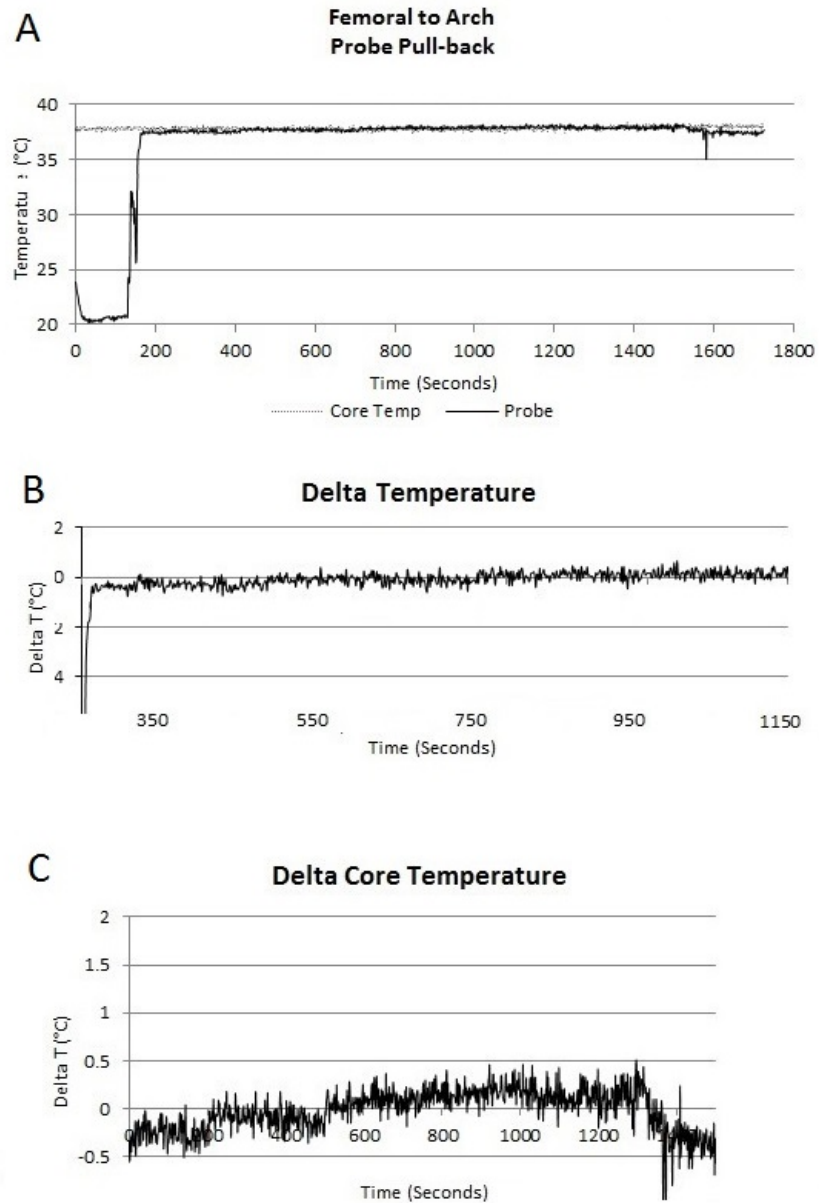 A
Femoral to Arch
Probe Pull-back
40
35
30
25
20
Temperatu e (°C)
0 200 400 600 800 1000 1200 1400 1600 1800
Time (Seconds)
Core Temp Probe
B
Delta Temperature
2
0
2
4
Delta T (°C)
350 550 750 950 1150
Time (Seconds)
C
Delta Core Temperature
2
1.5
1
0.5
0
-0.5
Delta T (°C)
400 600 800 1000 1200
Time (Seconds)